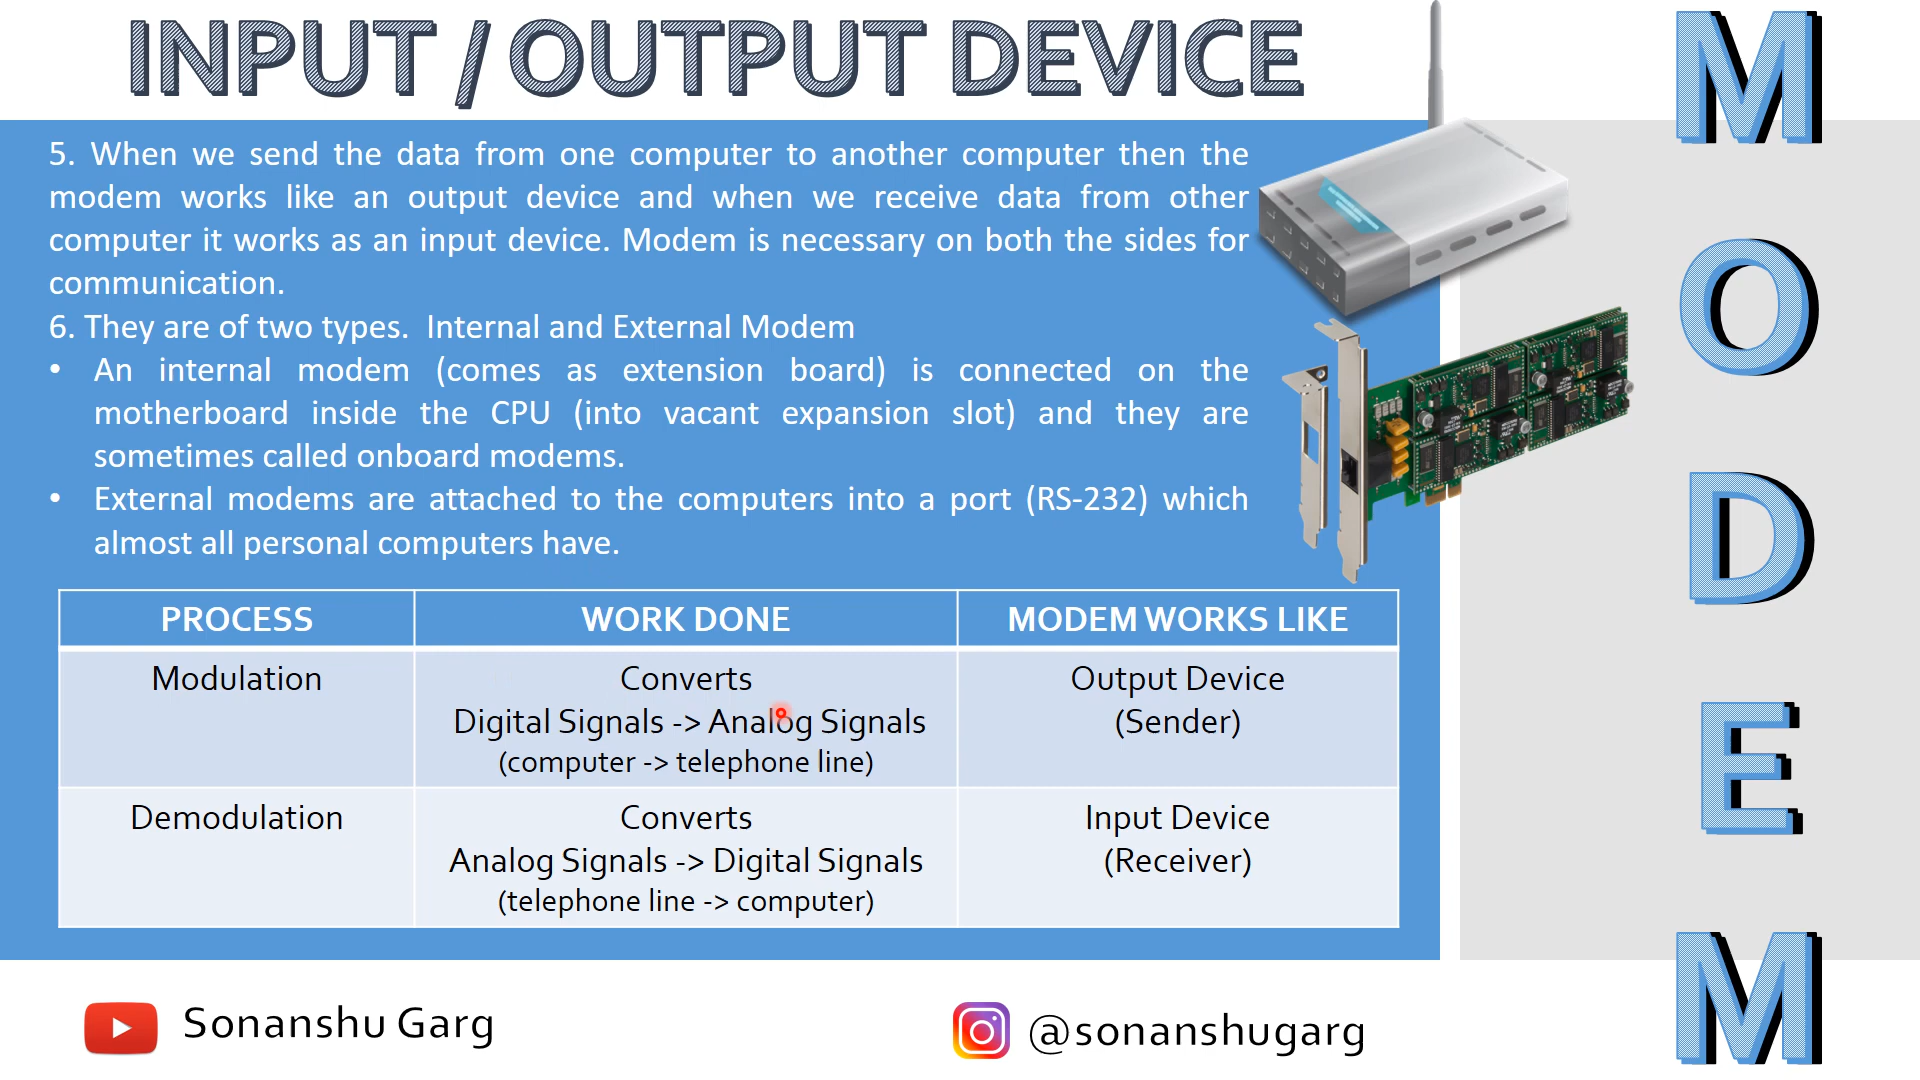 INPUT / OUTPUT DEVICE
5. When we send the data from one computer to another computer then the
modem works like an output device and when we receive data from other
computer it works as an input device. Modem is necessary on both the sides for
communication.
6. They are of two types.  Internal and External Modem
• An internal modem (comes as extension board) is connected on the
motherboard inside the CPU (into vacant expansion slot) and they are
sometimes called onboard modems.
• External modems are attached to the computers into a port (RS-232) which
almost all personal computers have.
PROCESS WORK DONE MODEM WORKS LIKE
Modulation Converts Output Device
Digital Signals -> Analog Signals (Sender)
(computer -> telephone line)
Demodulation Converts Input Device
Analog Signals -> Digital Signals (Receiver)
(telephone line -> computer)
Sonanshu Garg
@sonanshugarg
M
O
D
E
M